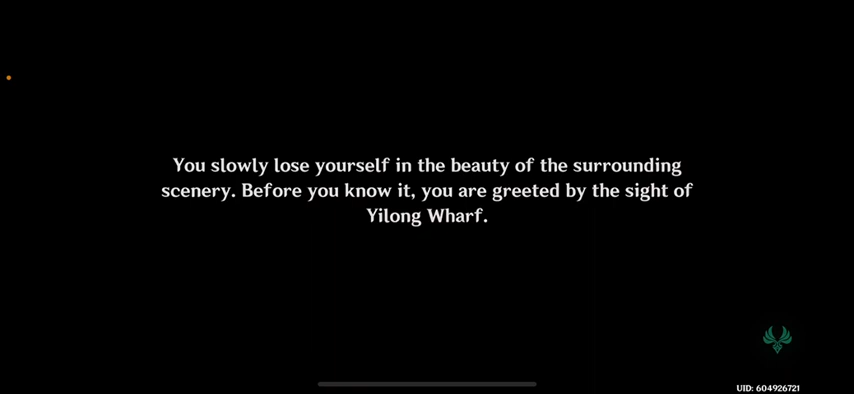 You slowly lose yourself in the beauty of the surrounding
scenery. Before you know it, you are greeted by the sight of
Yilong Wharf.
UID: 604926721